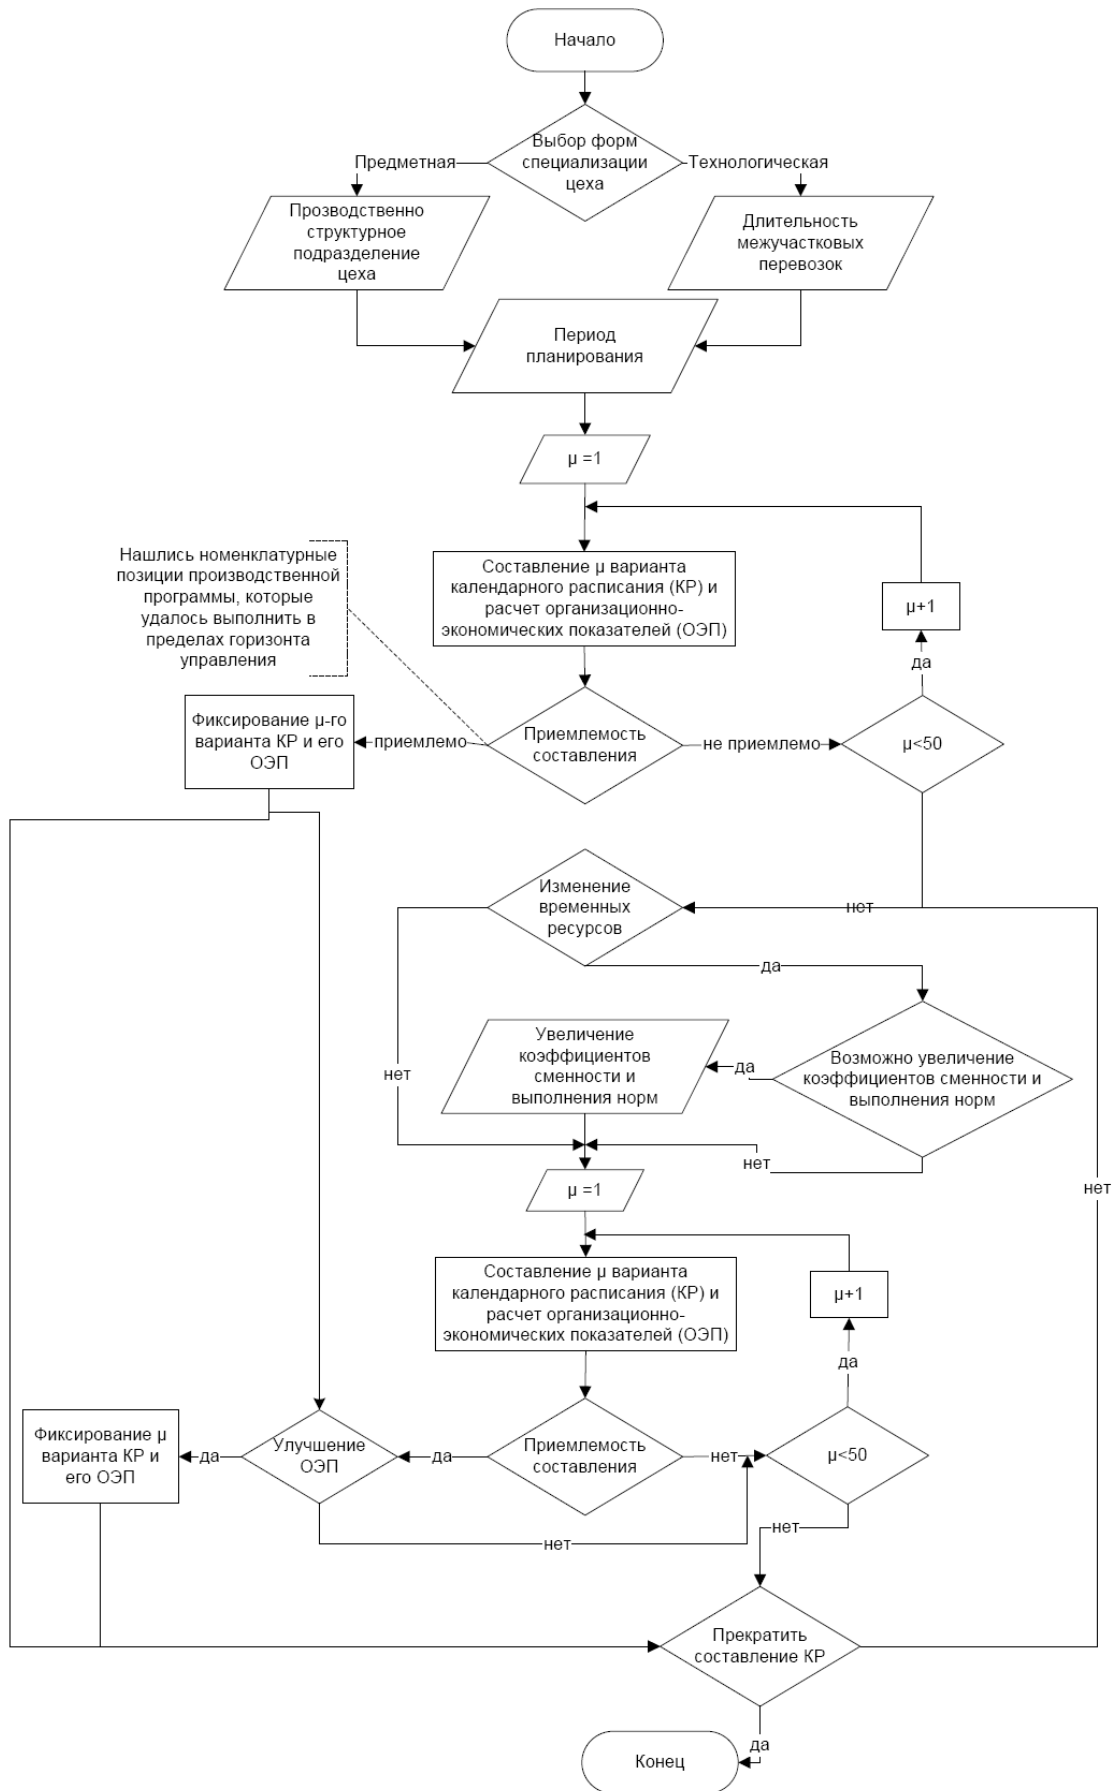 Начало
Выбор форм
специализации
цеха
Предметная
Технологическая
Прозводственно
структурное
подразделение
цеха
Длительность
межучастковых
перевозок
Период
планирования
μ =1
Нашлись номенклатурные
позиции производственной
программы, которые
удалось выполнить в
пределах горизонта
управления
Составление μ варианта
календарного расписания (КР) и
расчет организационно-
экономических показателей (ОЭП)
μ+1
да
Фиксирование μ-го
варианта КР и его
ОЭП
приемлемо
Приемлемость
составления
не приемлемо
μ<50
Изменение
временных
ресурсов
нет
да
Увеличение
коэффициентов
сменности и
выполнения норм
да
Возможно увеличение
коэффициентов сменности и
выполнения норм
нет
нет
нет
μ =1
Составление μ варианта
календарного расписания (КР) и
расчет организационно-
экономических показателей (ОЭП)
μ+1
да
Фиксирование μ
варианта КР и
его ОЭП
да
Улучшение
ОЭП
да
Приемлемость
составления
нет
μ<50
нет
нет
Прекратить
составление КР
да
Конец